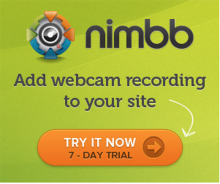 nimbb
Add webcam recording
to your site
TRY IT NOW
7 - DAY TRIAL